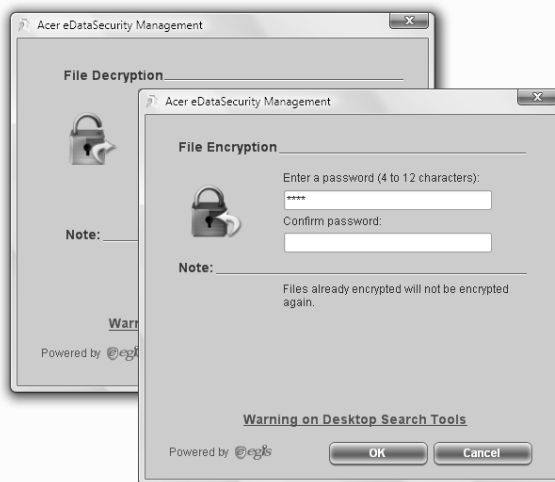 Acer eDataSecurity Management
File Decryption
Note:
Powered by egis
Acer eDataSecurity Management
File Encryption
Enter a password (4 to 12 characters):
****
Confirm password:
Note:
Files already encrypted will not be encrypted
again.
Warning on Desktop Search Tools
Powered by egis
OK
Cancel